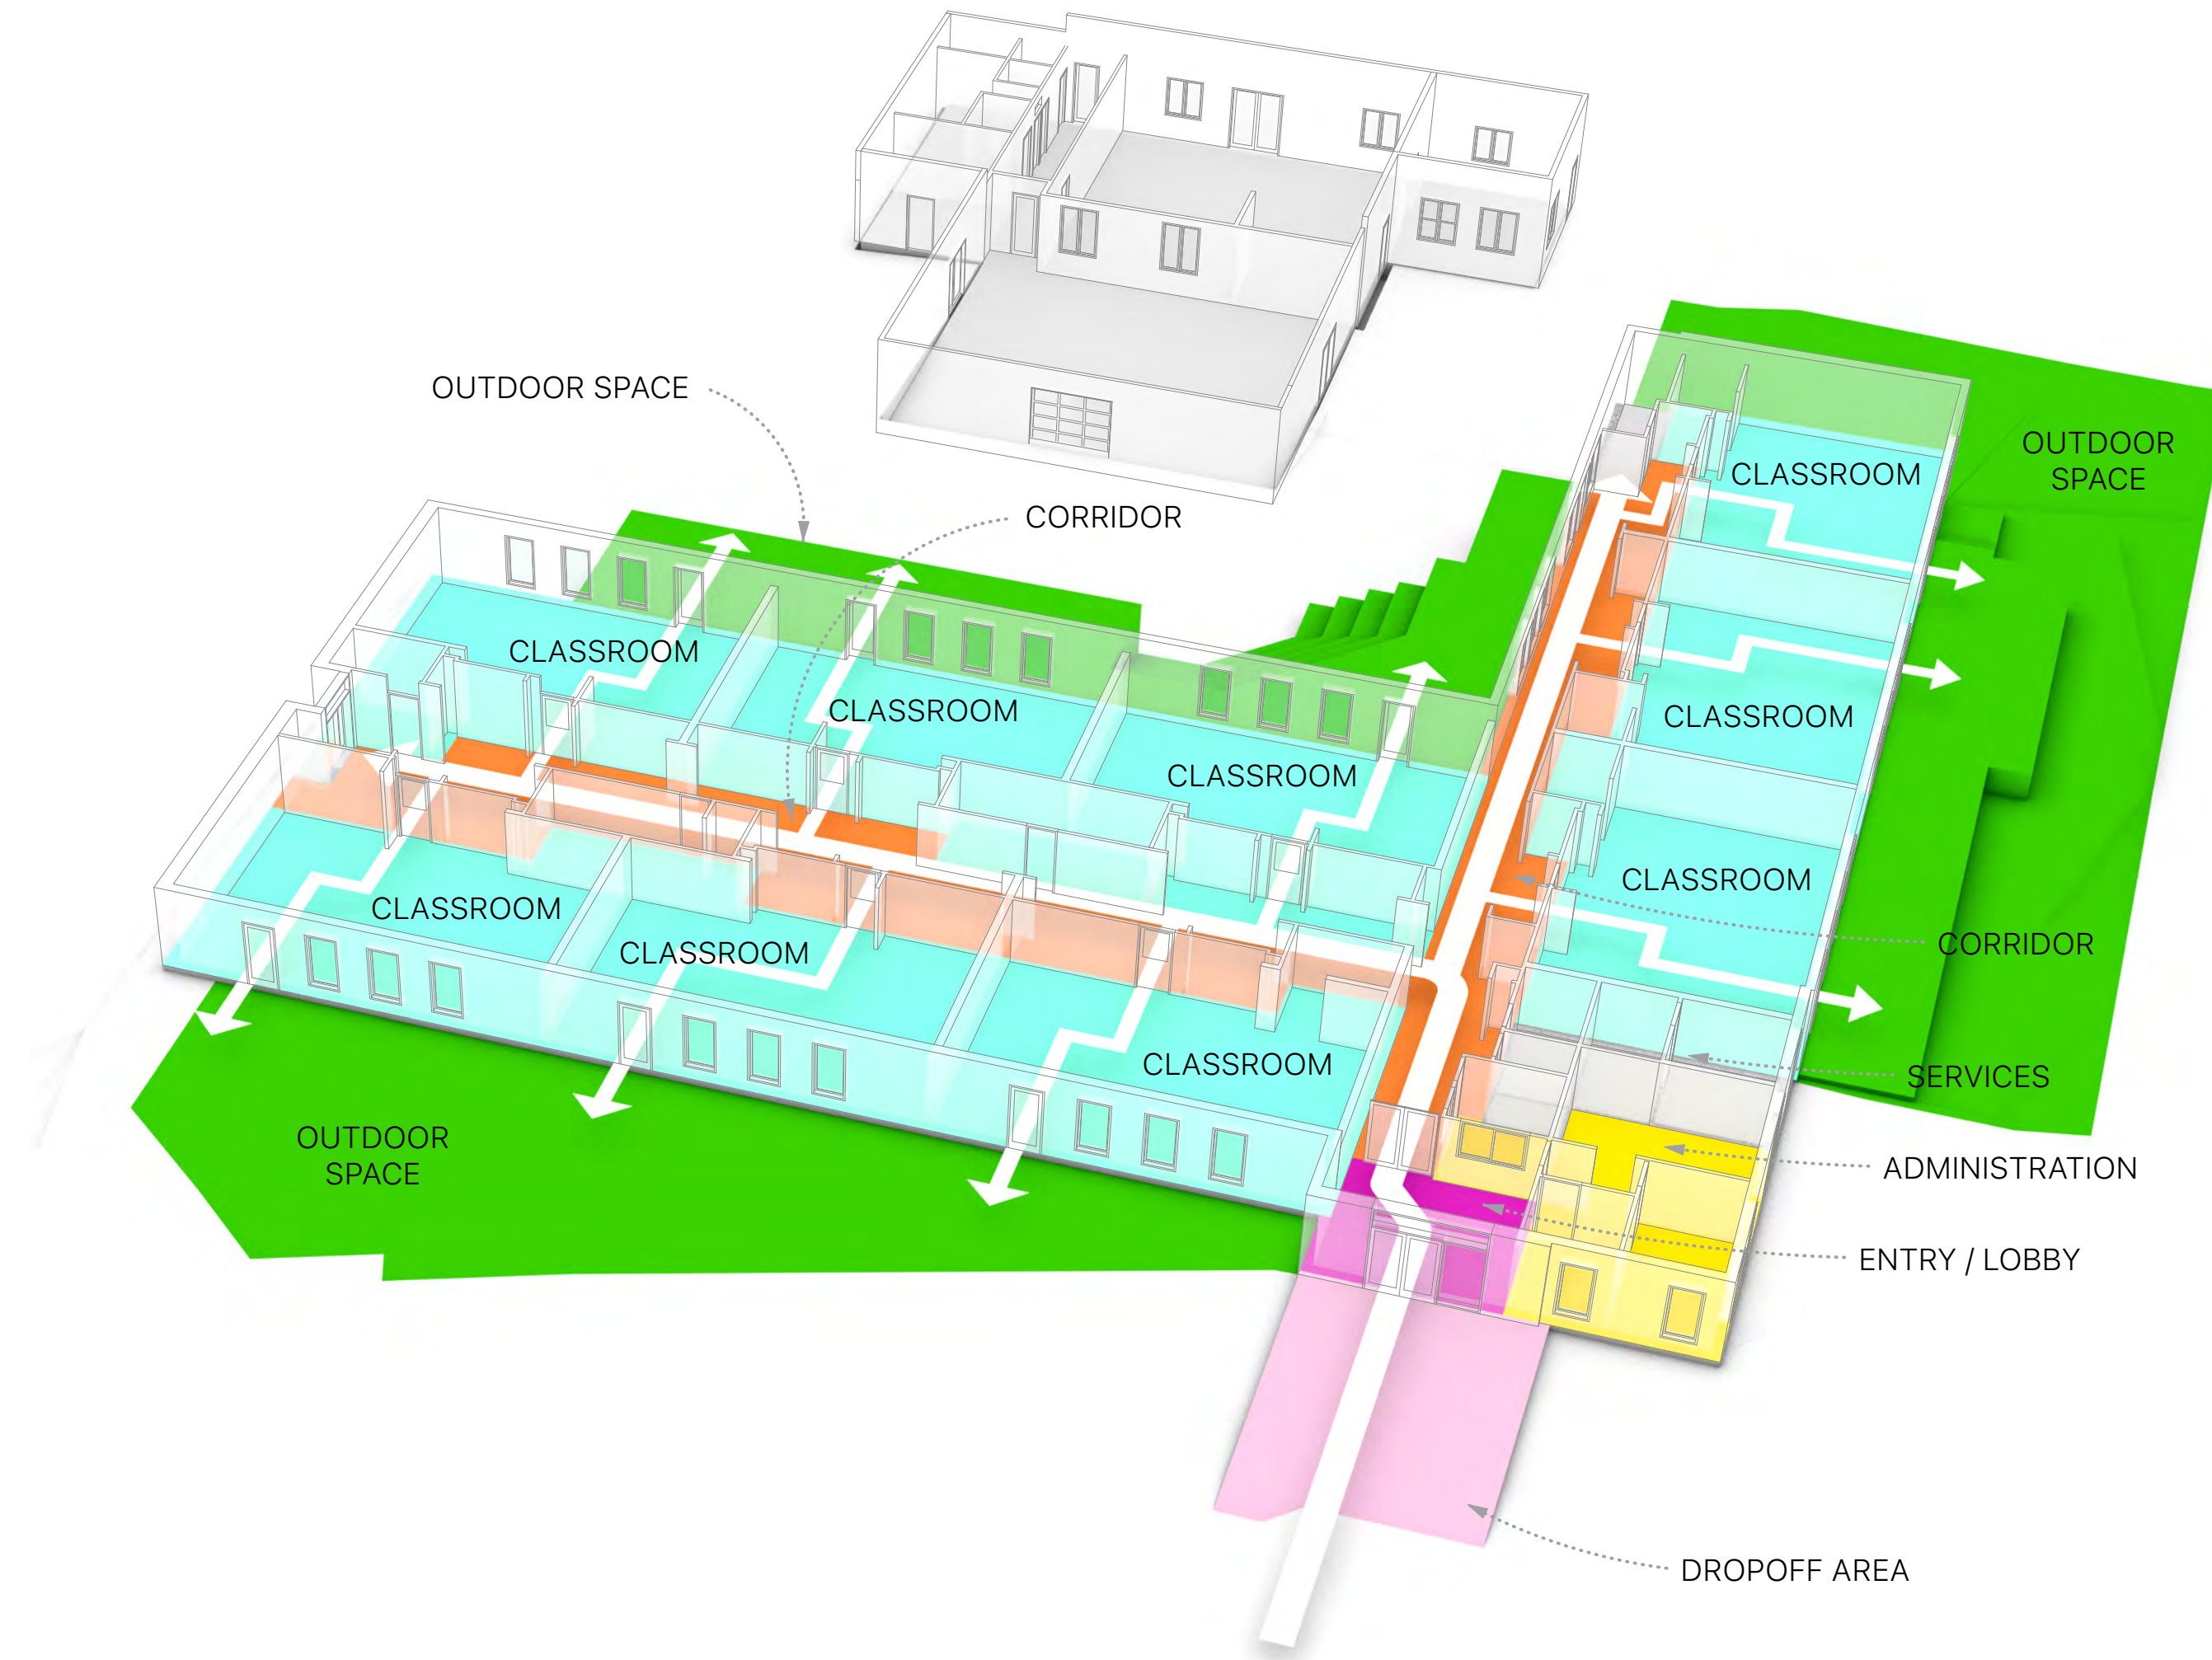 OUTDOOR SPACE
OUTDOOR
SPACE
CLASSROOM
CORRIDOR
CLASSROOM
CLASSROOM
CLASSROOM
CLASSROOM
CLASSROOM
CLASSROOM
CLASSROOM
CORRIDOR
CLASSROOM
CLASSROOM
SERVICES
OUTDOOR
SPACE
ADMINISTRATION
ENTRY / LOBBY
DROPOFF AREA